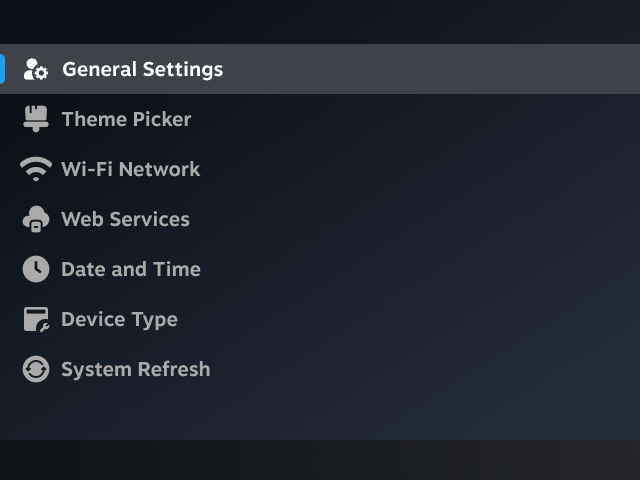 General Settings
Theme Picker
Wi-Fi Network
Web Services
Date and Time
Device Type
System Refresh